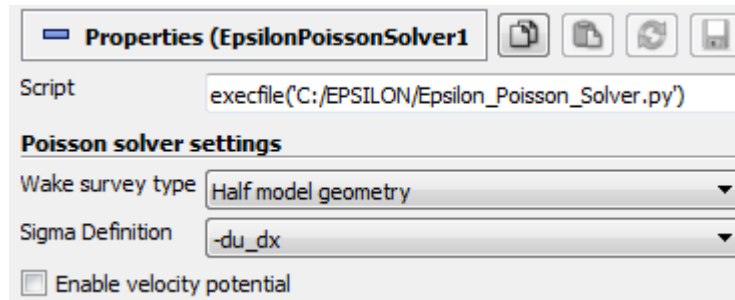 Properties (EpsilonPoissonSolver1
Script execfile('C:/EPSILON/Epsilon_Poisson_Solver.py')
Poisson solver settings
Wake survey type Half model geometry
Sigma Definition -du_dx
Enable velocity potential